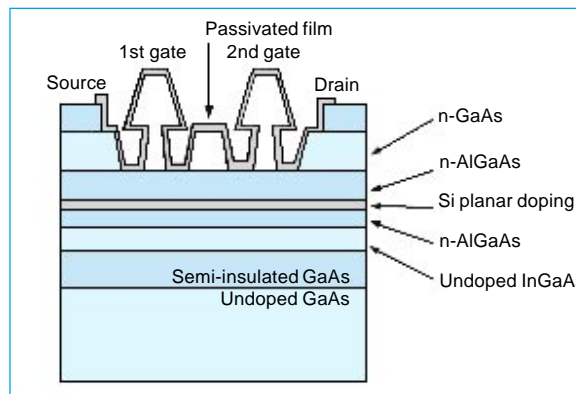 Passivated film
1st gate
2nd gate
Source
Drain
n-GaAs
n-AlGaAs
Si planar doping
n-AlGaAs
Undoped InGaA
Semi-insulated GaAs
Undoped GaAs